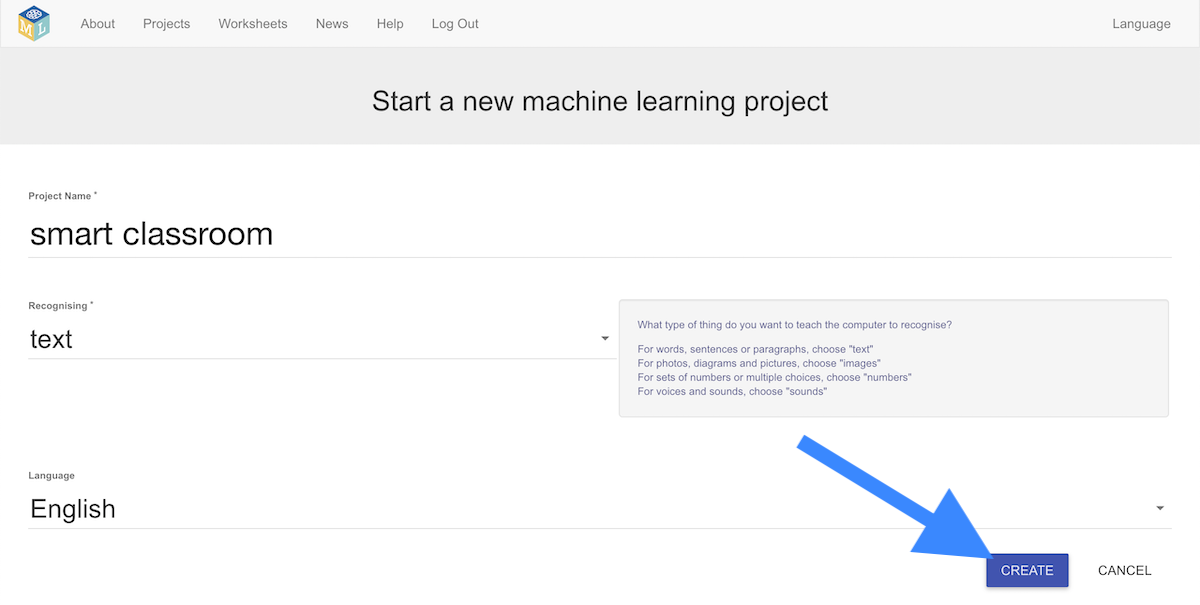 M L
About Projects Worksheets News Help Log Out Language
Start a new machine learning project
Project Name *
smart classroom
Recognising *
text
What type of thing do you want to teach the computer to recognise?
For words, sentences or paragraphs, choose "text"
For photos, diagrams and pictures, choose "images"
For sets of numbers or multiple choices, choose "numbers"
For voices and sounds, choose "sounds"
Language
English
CREATE CANCEL